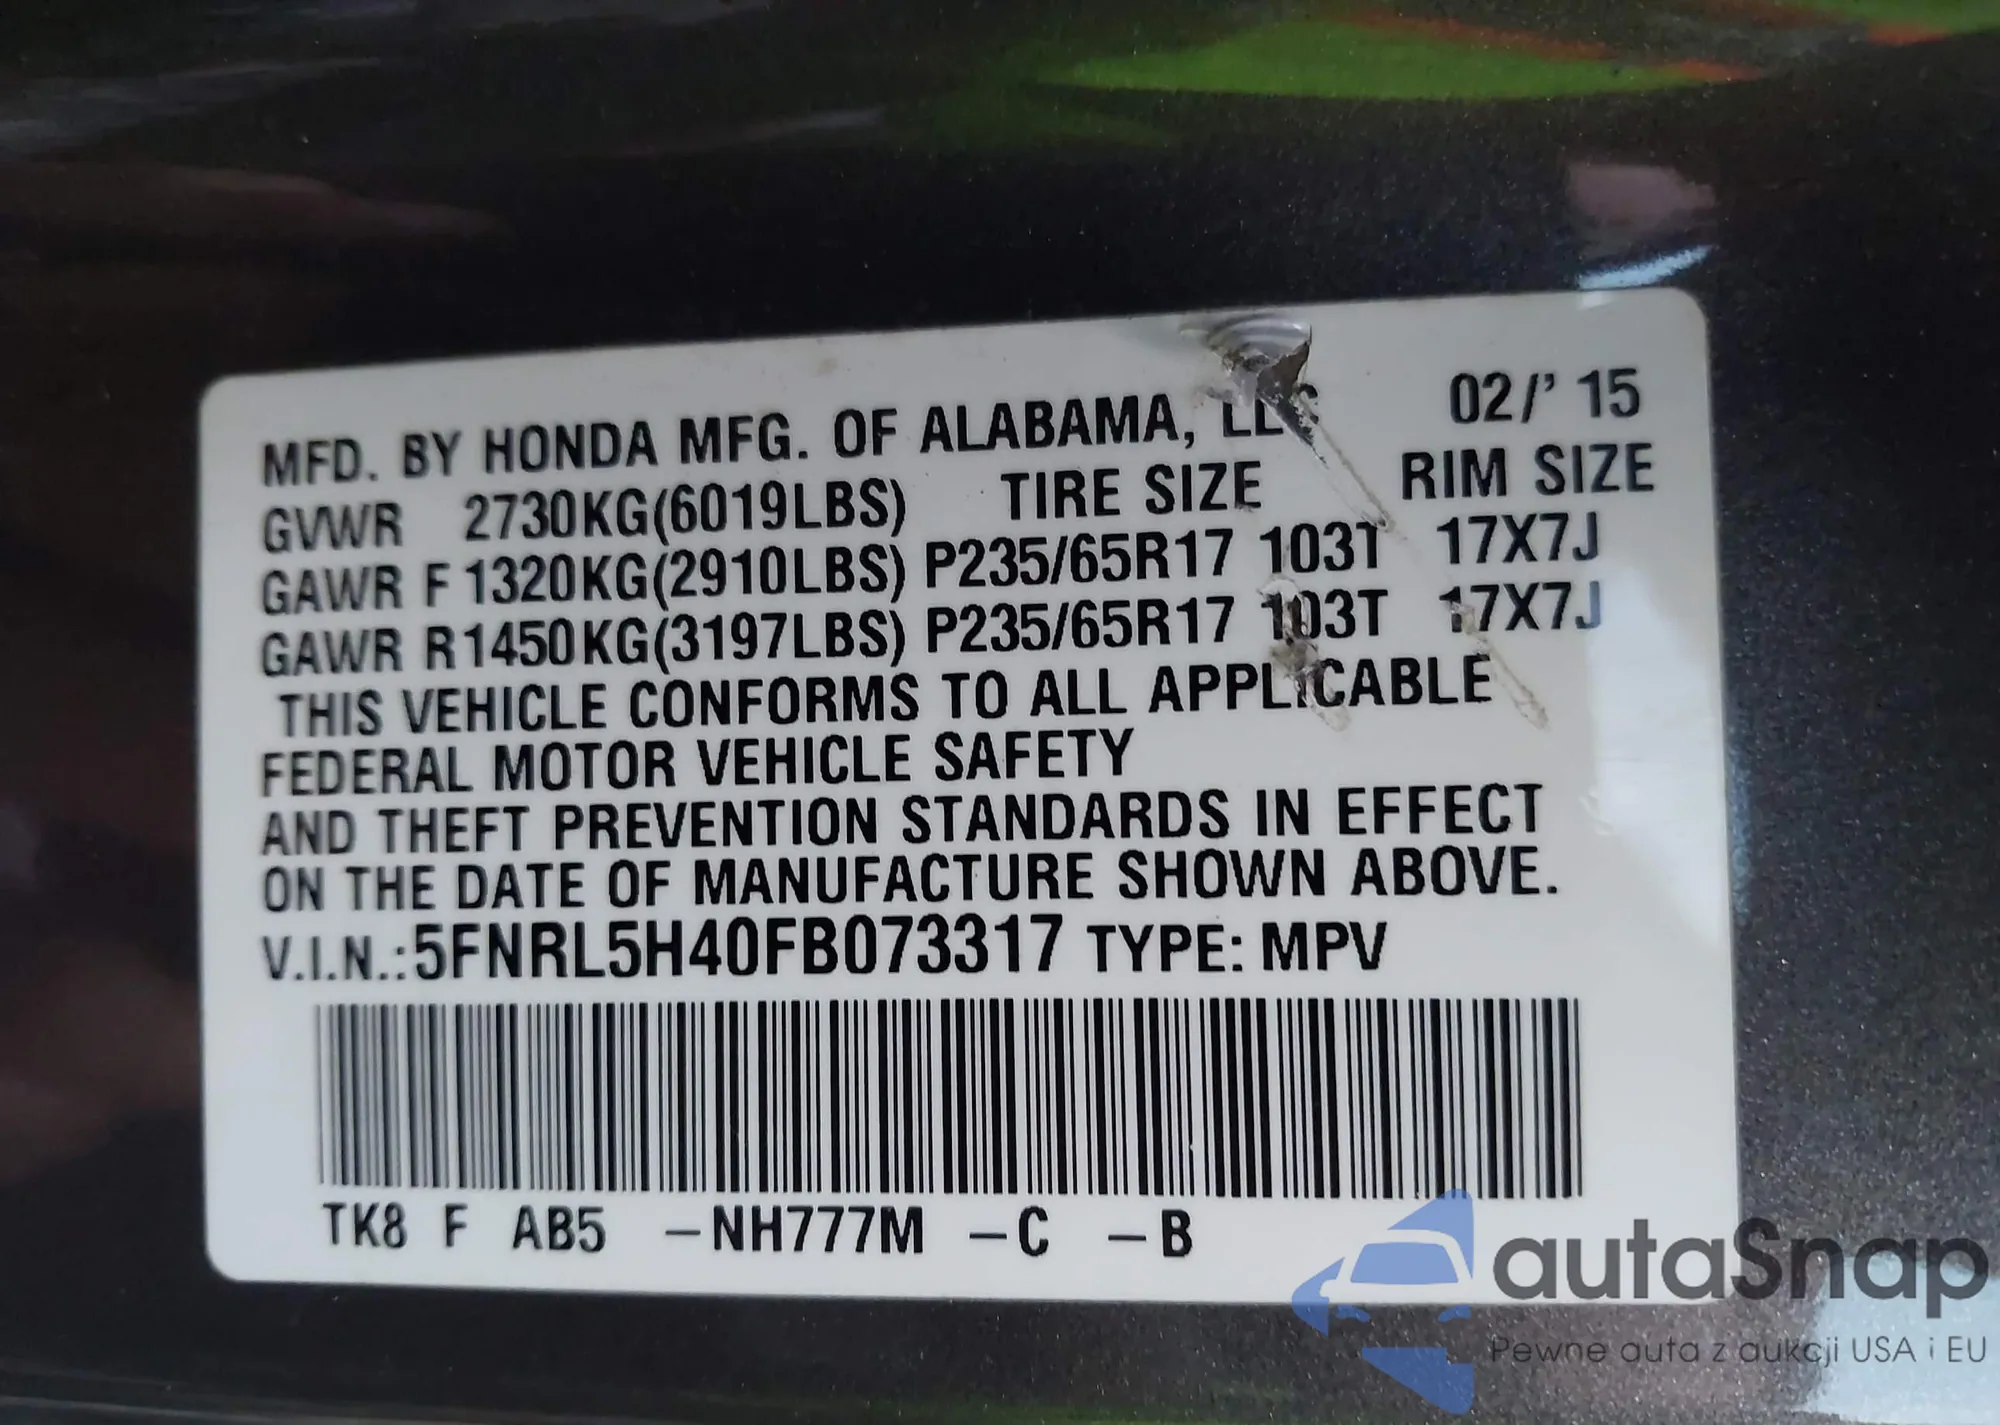 MFD. BY HONDA MFG. OF ALABAMA, LLC 02/' 15
GVWR 2730KG(6019LBS) TIRE SIZE RIM SIZE
GAWR F 1320KG(2910LBS) P235/65R17 103T 17X7J
GAWR R 1450KG(3197LBS) P235/65R17 103T 17X7J
THIS VEHICLE CONFORMS TO ALL APPLICABLE
FEDERAL MOTOR VEHICLE SAFETY
AND THEFT PREVENTION STANDARDS IN EFFECT
ON THE DATE OF MANUFACTURE SHOWN ABOVE.
V.I.N.:5FNRL5H40FB073317 TYPE: MPV
TK8 F AB5 –NH777M –C –B
autaSnap
Pewne auta z aukcji USA i EU